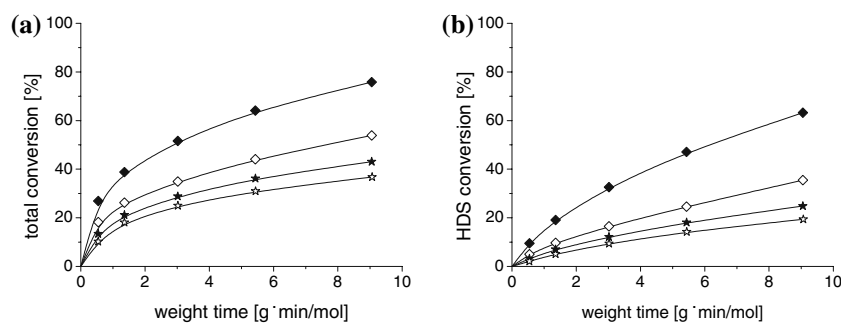 (a)
total conversion [%]
100
80
60
40
20
0
0 2 4 6 8 10
weight time [g·min/mol]
(b)
HDS conversion [%]
100
80
60
40
20
0
0 2 4 6 8 10
weight time [g·min/mol]